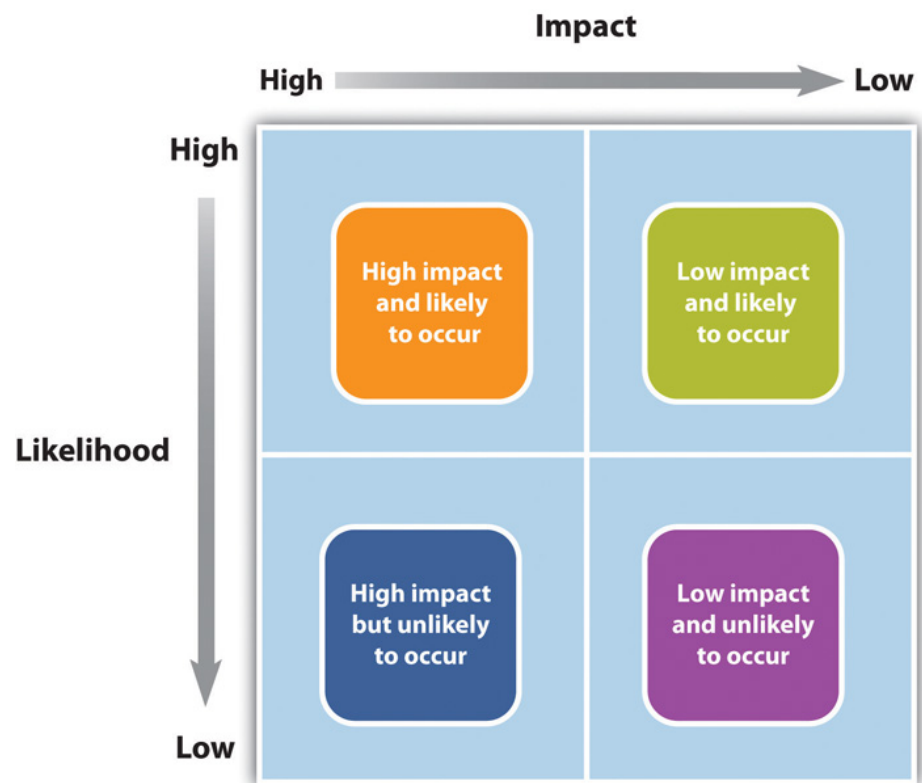 Impact
High
Low
High
High impact
and likely
to occur
Low impact
and likely
to occur
Likelihood
High impact
but unlikely
to occur
Low impact
and unlikely
to occur
Low